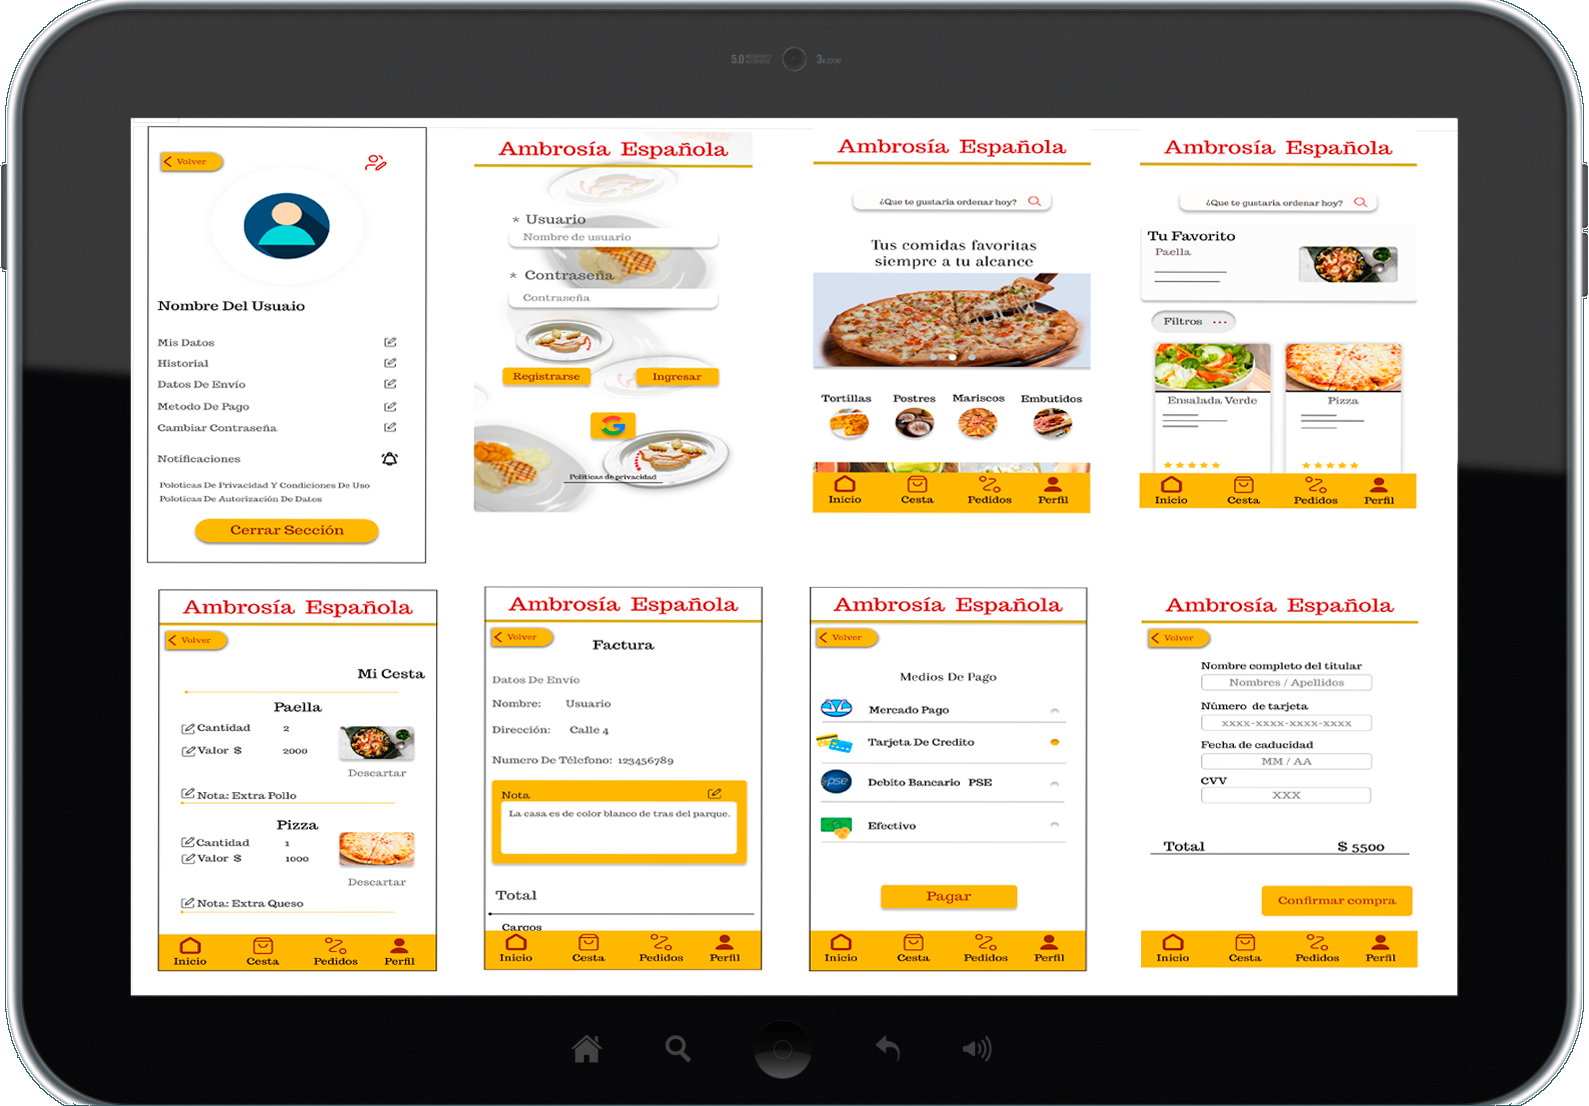 5.0
3x ZOOM
Volver
Nombre Del Usuaio
Mis Datos
Historial
Datos De Envío
Metodo De Pago
Cambiar Contraseña
Notificaciones
Poloticas De Privacidad Y Condiciones De Uso
Poloticas De Autorización De Datos
Cerrar Sección
Ambrosía Española
* Usuario
Nombre de usuario
* Contraseña
Contraseña
Registrarse
Ingresar
Politicas de privacidad
Ambrosía Española
¿Que te gustaria ordenar hoy?
Tus comidas favoritas
siempre a tu alcance
Tortillas Postres Mariscos Embutidos
Inicio Cesta Pedidos Perfil
Ambrosía Española
¿Que te gustaria ordenar hoy?
Tu Favorito
Paella
Filtros ...
Ensalada Verde
Pizza
Inicio Cesta Pedidos Perfil
Ambrosía Española
Volver
Mi Cesta
Paella
Cantidad 2
Valor $ 2000
Descartar
Nota: Extra Pollo
Pizza
Cantidad 1
Valor $ 1000
Descartar
Nota: Extra Queso
Inicio Cesta Pedidos Perfil
Ambrosía Española
Volver
Factura
Datos De Envío
Nombre: Usuario
Dirección: Calle 4
Numero De Télefono: 123456789
Nota
La casa es de color blanco de tras del parque.
Total
Cargos
Inicio Cesta Pedidos Perfil
Ambrosía Española
Volver
Medios De Pago
Mercado Pago
Tarjeta De Credito
pse
Debito Bancario PSE
Efectivo
Pagar
Inicio Cesta Pedidos Perfil
Ambrosía Española
Volver
Nombre completo del titular
Nombres / Apellidos
Número de tarjeta
xxxx-xxxx-xxxx-xxxx
Fecha de caducidad
MM / AA
CVV
XXX
Total $ 5500
Confirmar compra
Inicio Cesta Pedidos Perfil